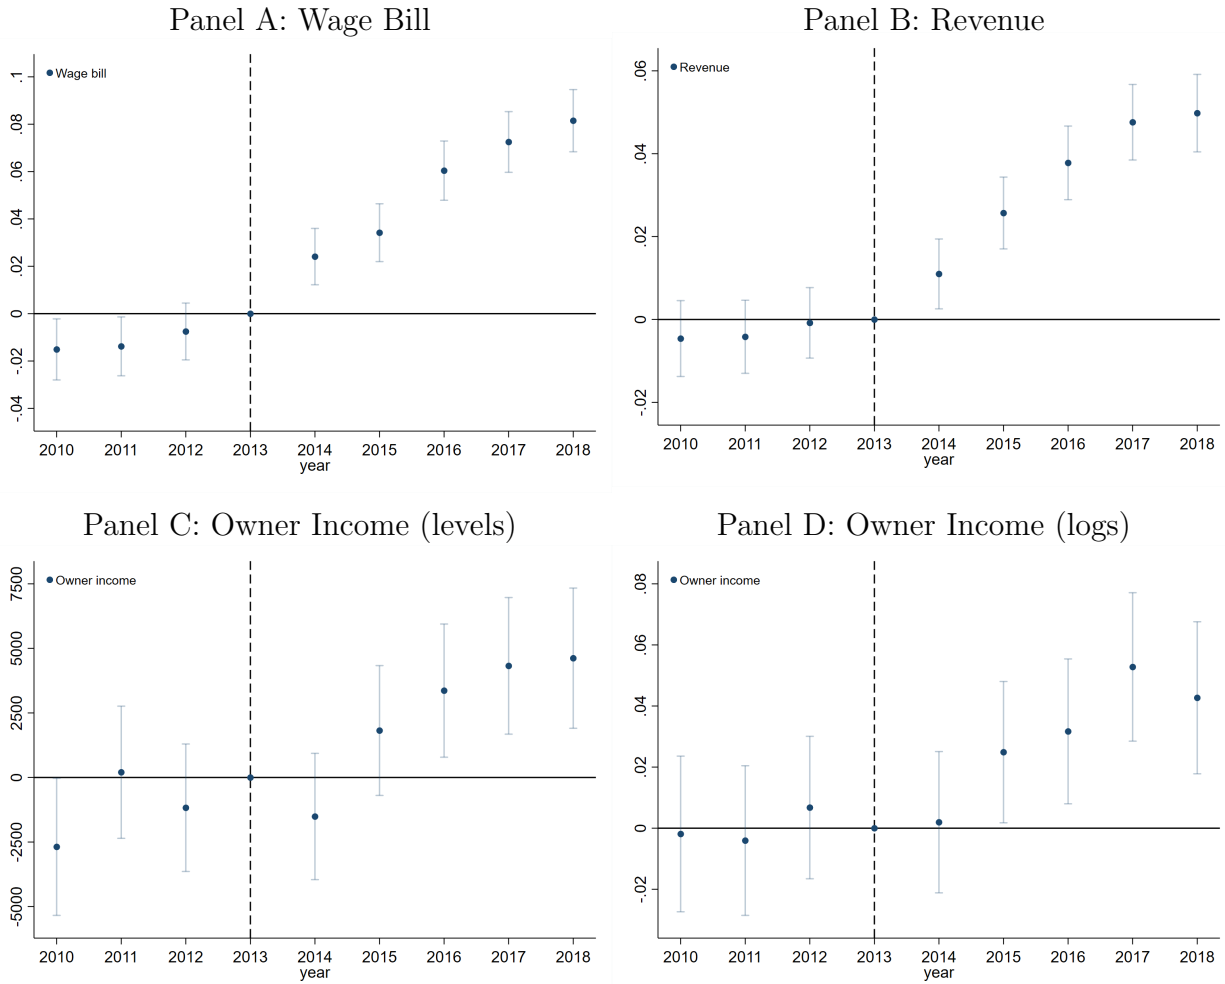 Panel A: Wage Bill
Wage bill
.1
.08
.06
.04
.02
0
-.02
-.04
2010 2011 2012 2013 2014 2015 2016 2017 2018
year
Panel B: Revenue
Revenue
.06
.04
.02
0
-.02
2010 2011 2012 2013 2014 2015 2016 2017 2018
year
Panel C: Owner Income (levels)
Owner income
7500
5000
2500
0
-2500
-5000
2010 2011 2012 2013 2014 2015 2016 2017 2018
year
Panel D: Owner Income (logs)
Owner income
.08
.06
.04
.02
0
-.02
2010 2011 2012 2013 2014 2015 2016 2017 2018
year